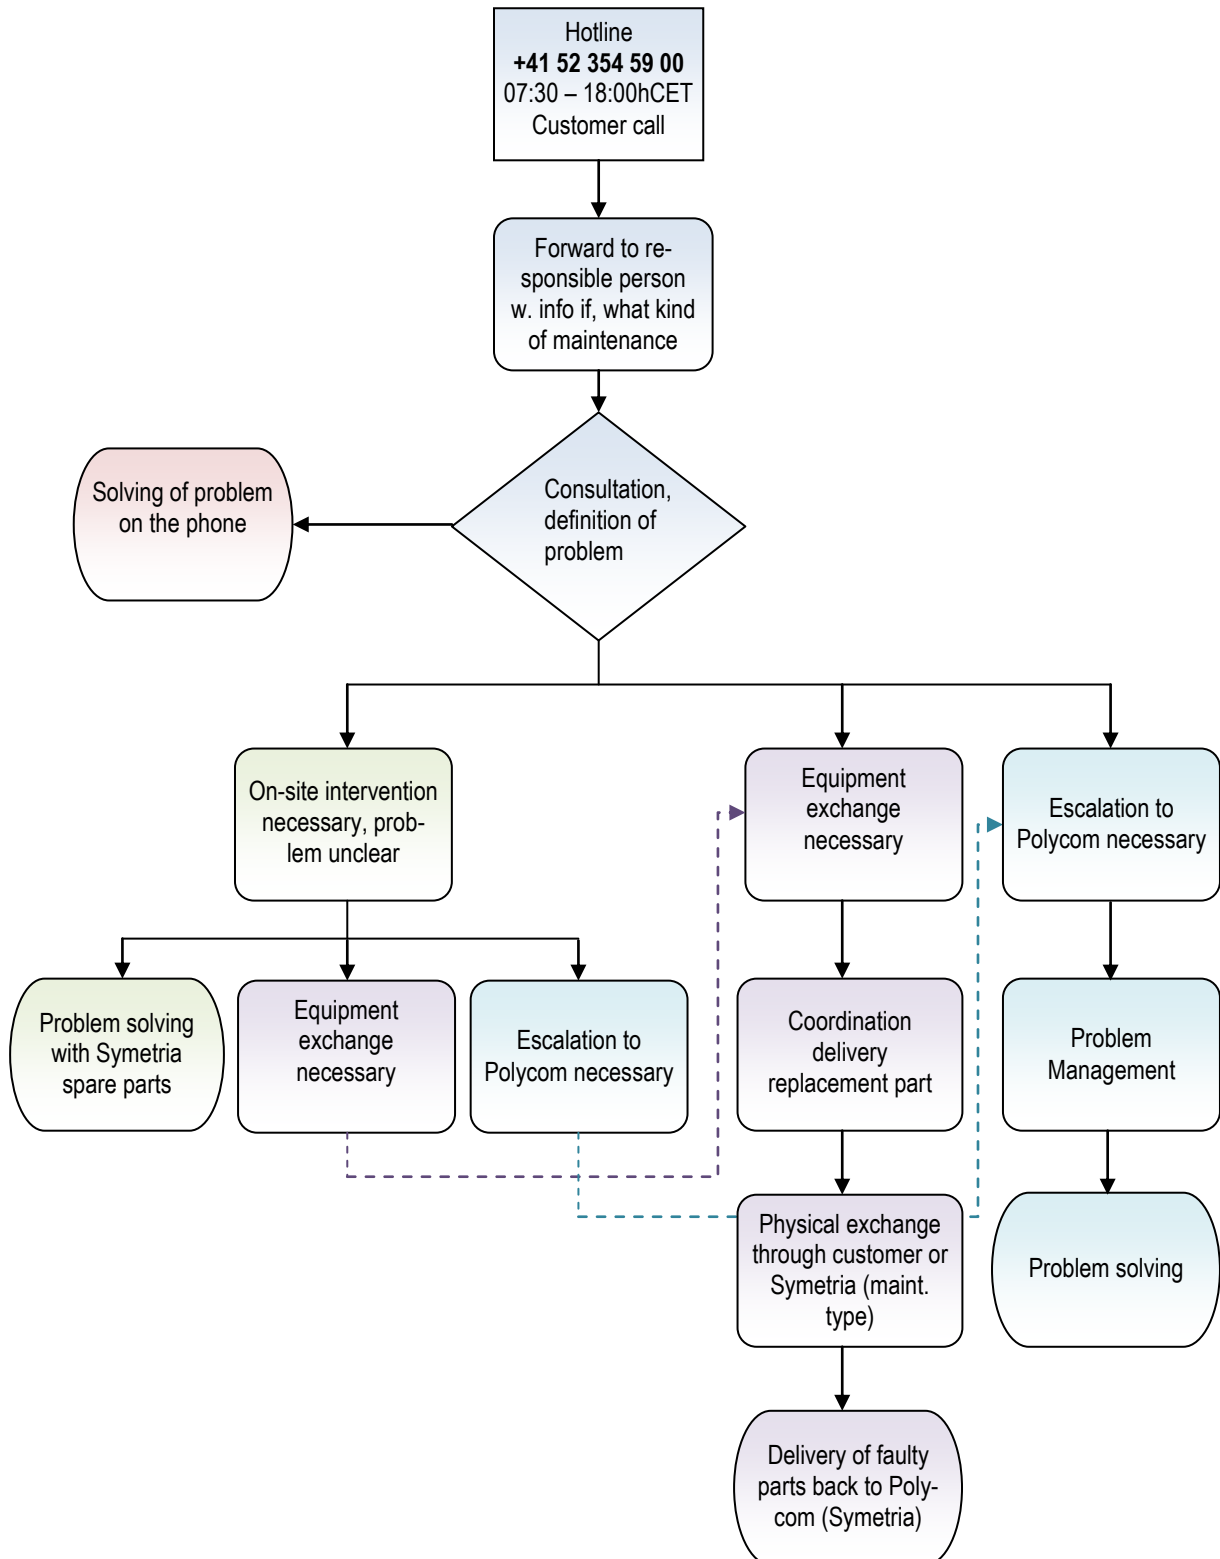 Hotline
+41 52 354 59 00
07:30 – 18:00hCET
Customer call
Forward to re-
sponsible person
w. info if, what kind
of maintenance
Solving of problem
on the phone
Consultation,
definition of
problem
On-site intervention
necessary, prob-
lem unclear
Equipment
exchange
necessary
Escalation to
Polycom necessary
Problem solving
with Symetria
spare parts
Equipment
exchange
necessary
Escalation to
Polycom necessary
Coordination
delivery
replacement part
Problem
Management
Physical exchange
through customer or
Symetria (maint.
type)
Problem solving
Delivery of faulty
parts back to Poly-
com (Symetria)